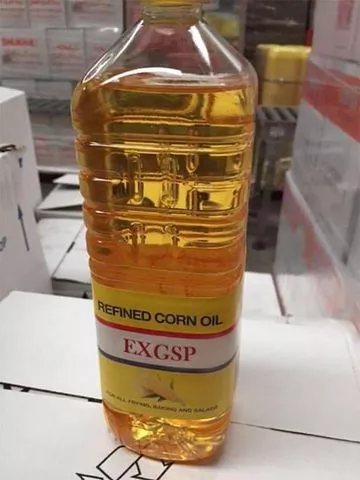 REFINED CORN OIL
EXGSP
FOR ALL FRYING, BAKING AND SALADS